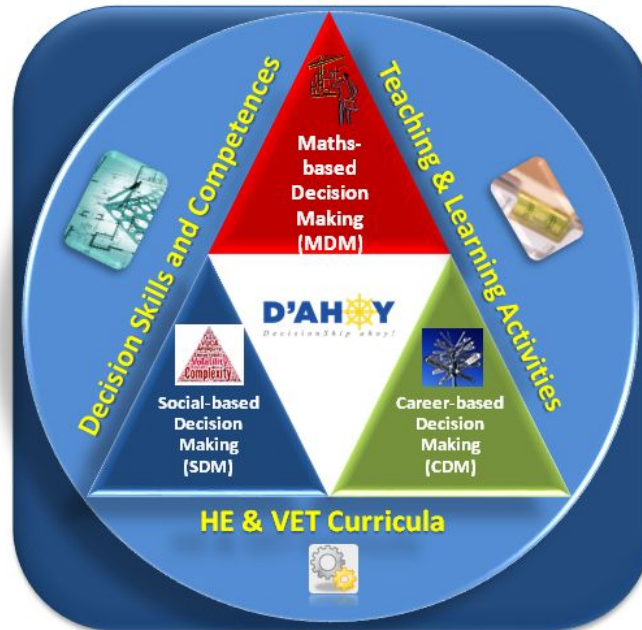 Decision Skills and Competences
Teaching & Learning Activities
Maths-
based
Decision
Making
(MDM)
D'AHOY
DecisionShip ahoy!
Volatility
Complexity
Social-based
Decision
Making
(SDM)
Career-based
Decision
Making
(CDM)
HE & VET Curricula